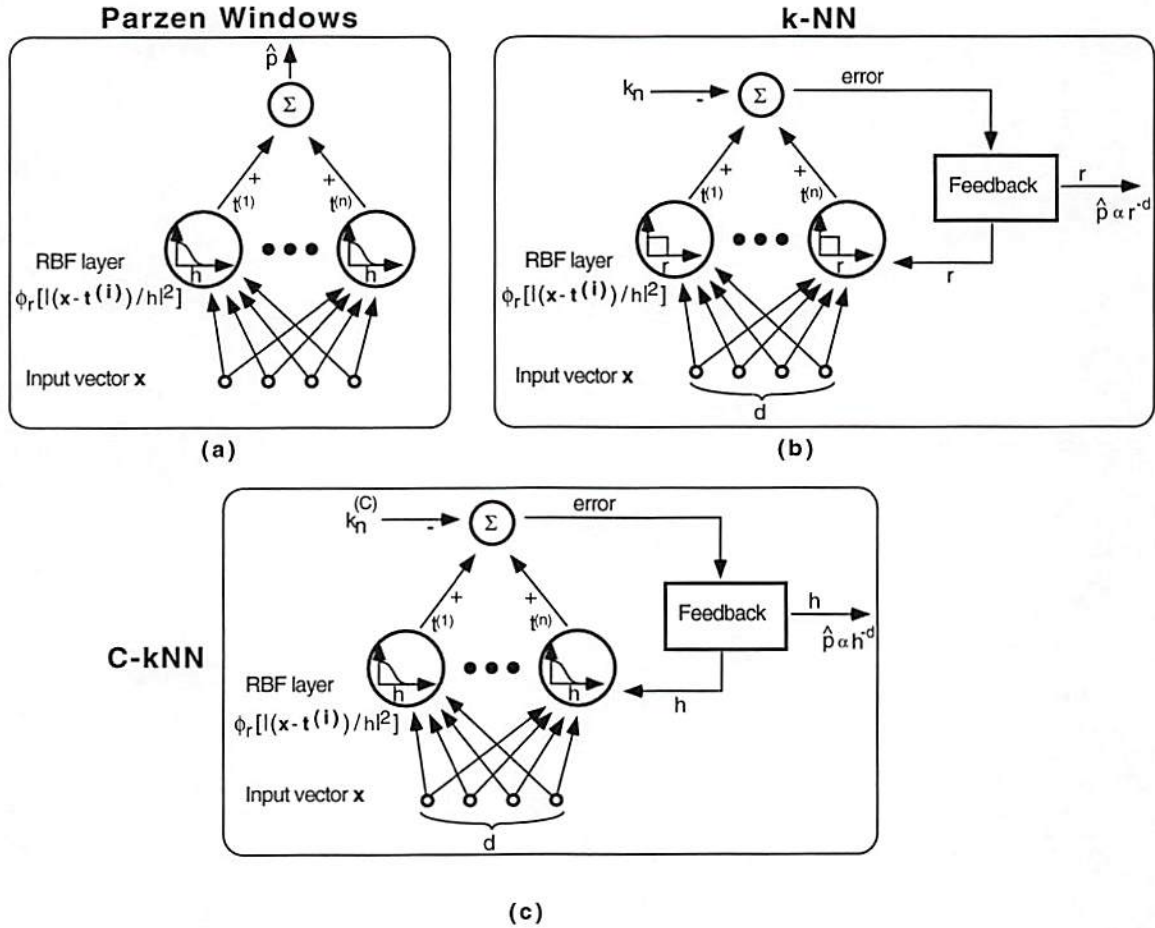 Parzen Windows
p̂
Σ
+
+
t(1)
t(n)
h
h
RBF layer
ϕr[|(x-t(i))/h|2]
Input vector x
(a)
k-NN
kn
-
Σ
error
+
+
t(1)
t(n)
Feedback
r
p̂ α r-d
r
r
r
RBF layer
ϕr[|(x-t(i))/h|2]
Input vector x
d
(b)
C-kNN
kn(C)
-
Σ
error
+
+
t(1)
t(n)
Feedback
h
p̂ α h-d
h
h
h
RBF layer
ϕr[|(x-t(i))/h|2]
Input vector x
d
(c)